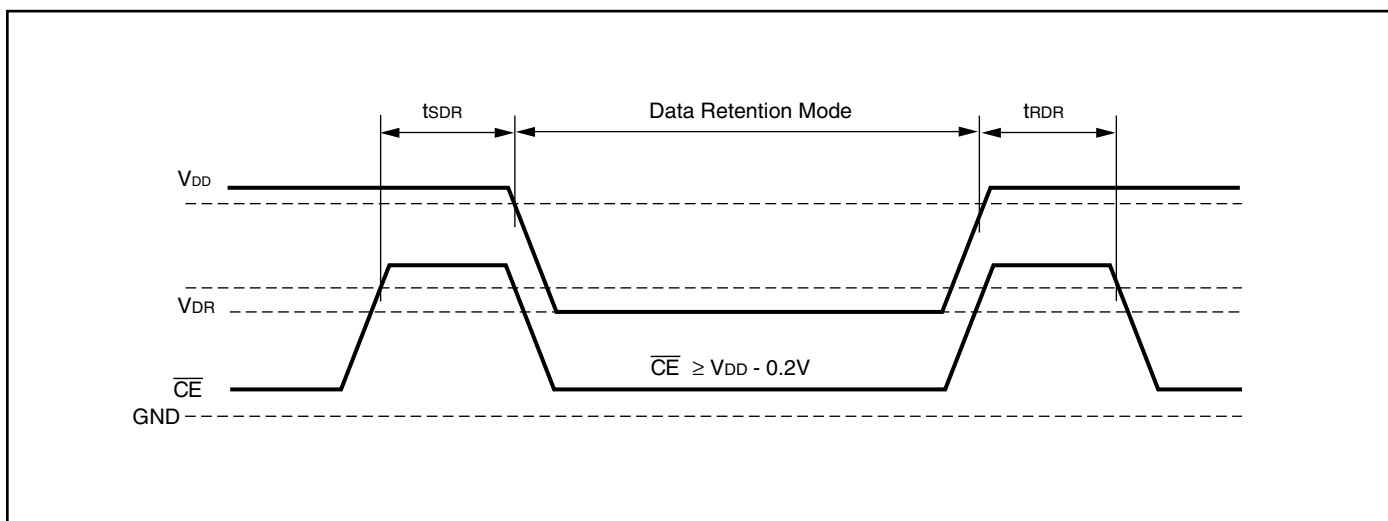 tSDR Data Retention Mode tRDR
VDD
VDR
CE ≥ VDD - 0.2V
CE
GND